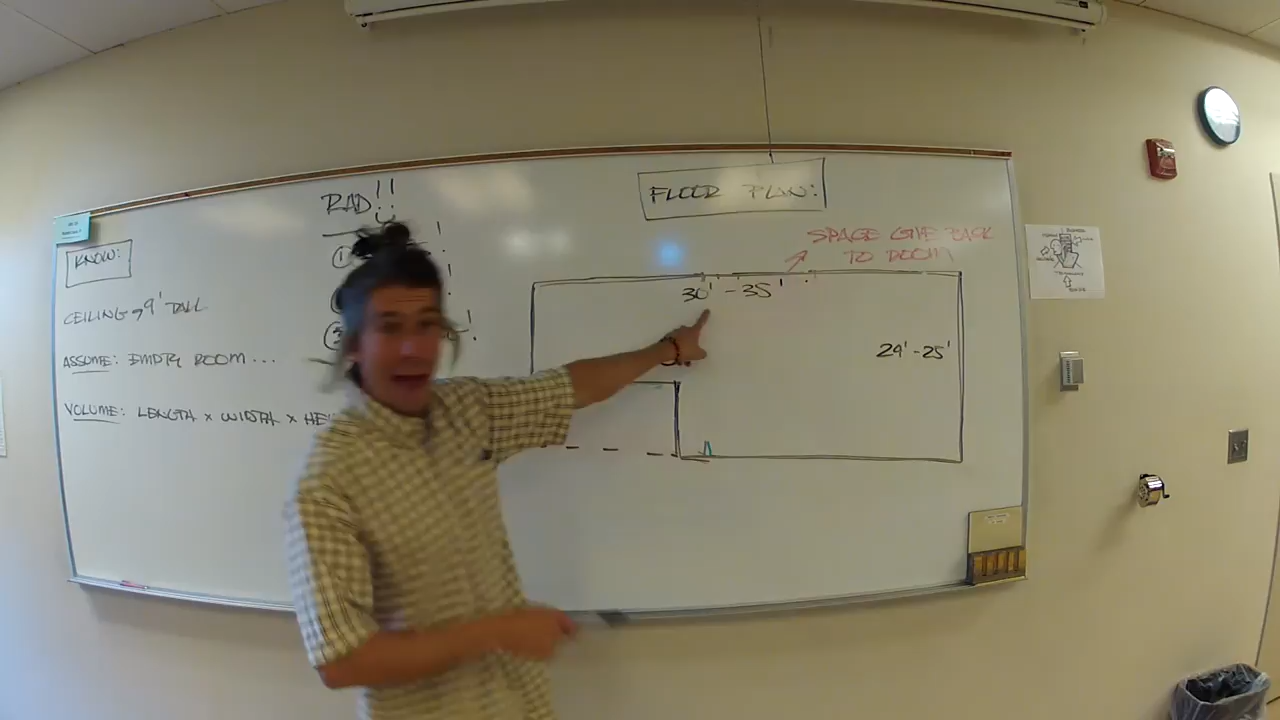 RAD!!
FLOOR PLAN:
KNOW:
SPACE GIVE BACK
TO ROOM
CEILING → 9' TALL
30' - 35'
ASSUME: EMPTY ROOM...
24' - 25'
VOLUME: LENGTH x WIDTH x